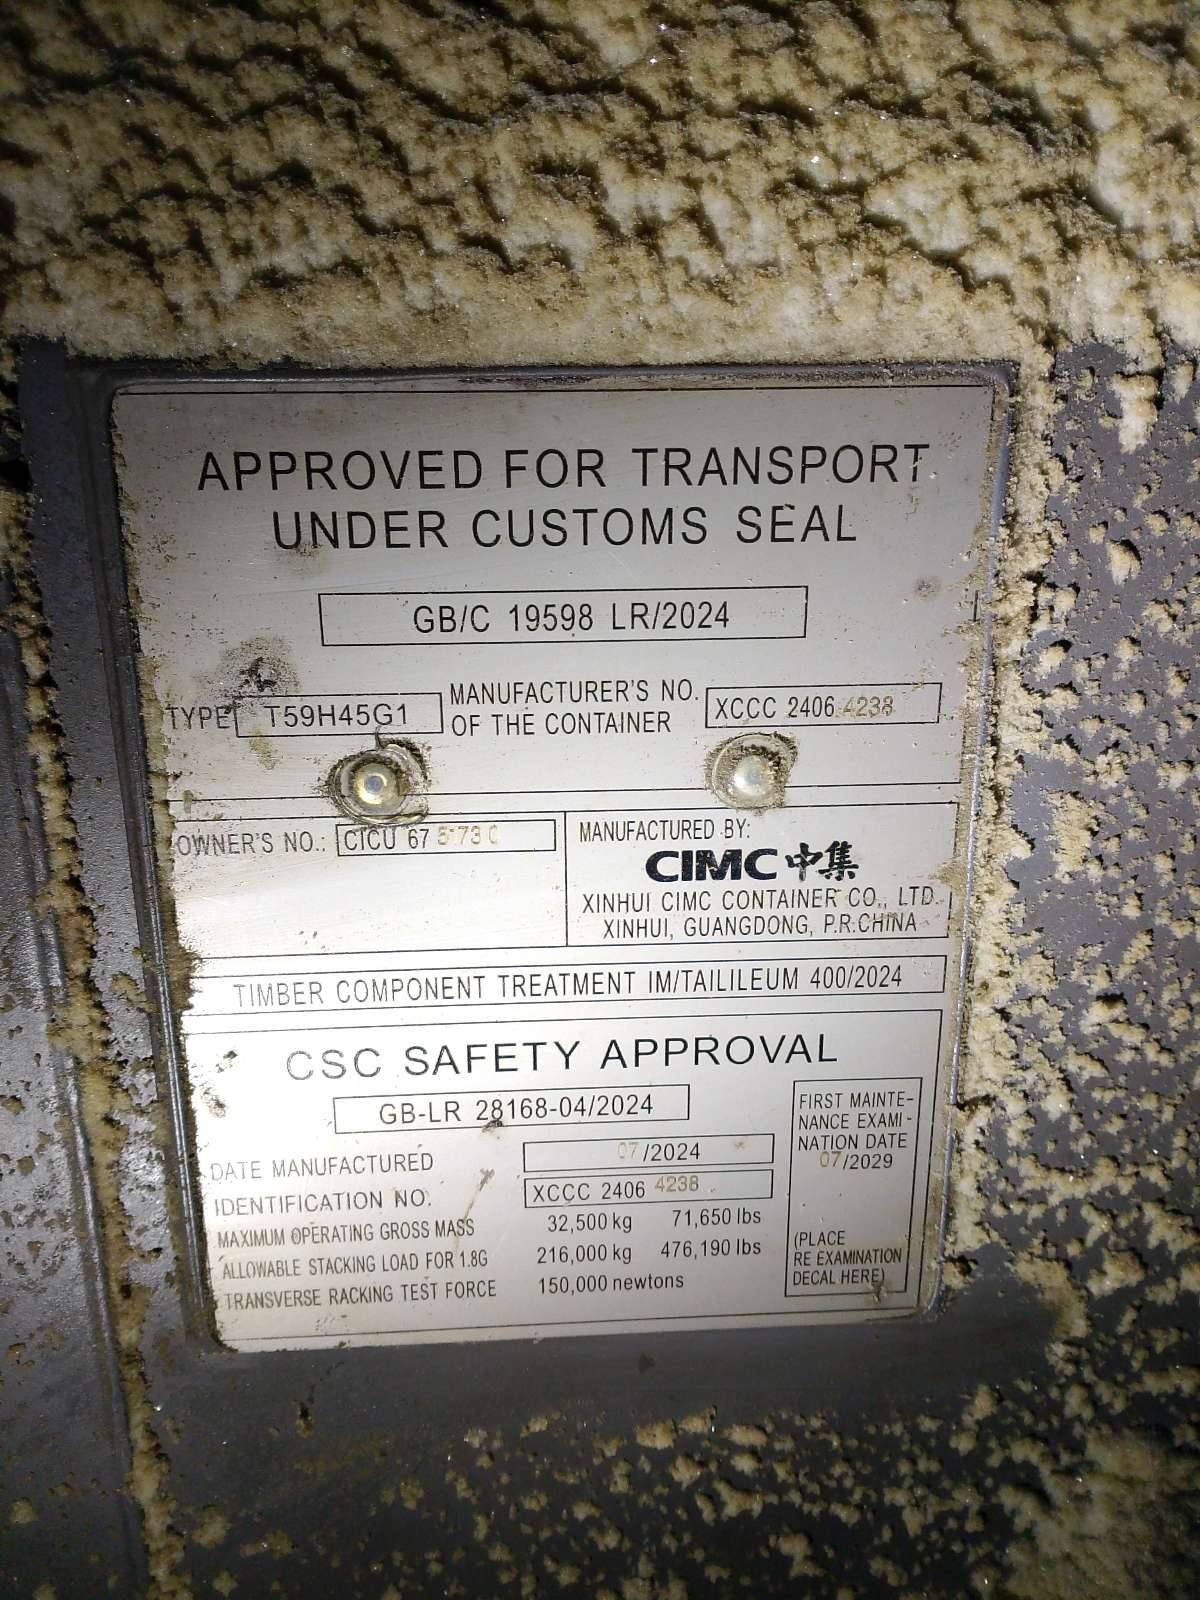 APPROVED FOR TRANSPORT
UNDER CUSTOMS SEAL
GB/C 19598 LR/2024
TYPE T59H45G1
MANUFACTURER'S NO.
OF THE CONTAINER
XCCC 2406 4238
OWNER'S NO.: CICU 67
MANUFACTURED BY:
CIMC 中集
XINHUI CIMC CONTAINER CO., LTD.
XINHUI, GUANGDONG, P.R.CHINA
TIMBER COMPONENT TREATMENT IM/TAILILEUM 400/2024
CSC SAFETY APPROVAL
GB-LR 28168-04/2024
DATE MANUFACTURED 07/2024
IDENTIFICATION NO. XCCC 2406 4238
MAXIMUM OPERATING GROSS MASS 32,500 kg 71,650 lbs
ALLOWABLE STACKING LOAD FOR 1.8G 216,000 kg 476,190 lbs
TRANSVERSE RACKING TEST FORCE 150,000 newtons
FIRST MAINTE-
NANCE EXAMI-
NATION DATE
07/2029
(PLACE
RE EXAMINATION
DECAL HERE)